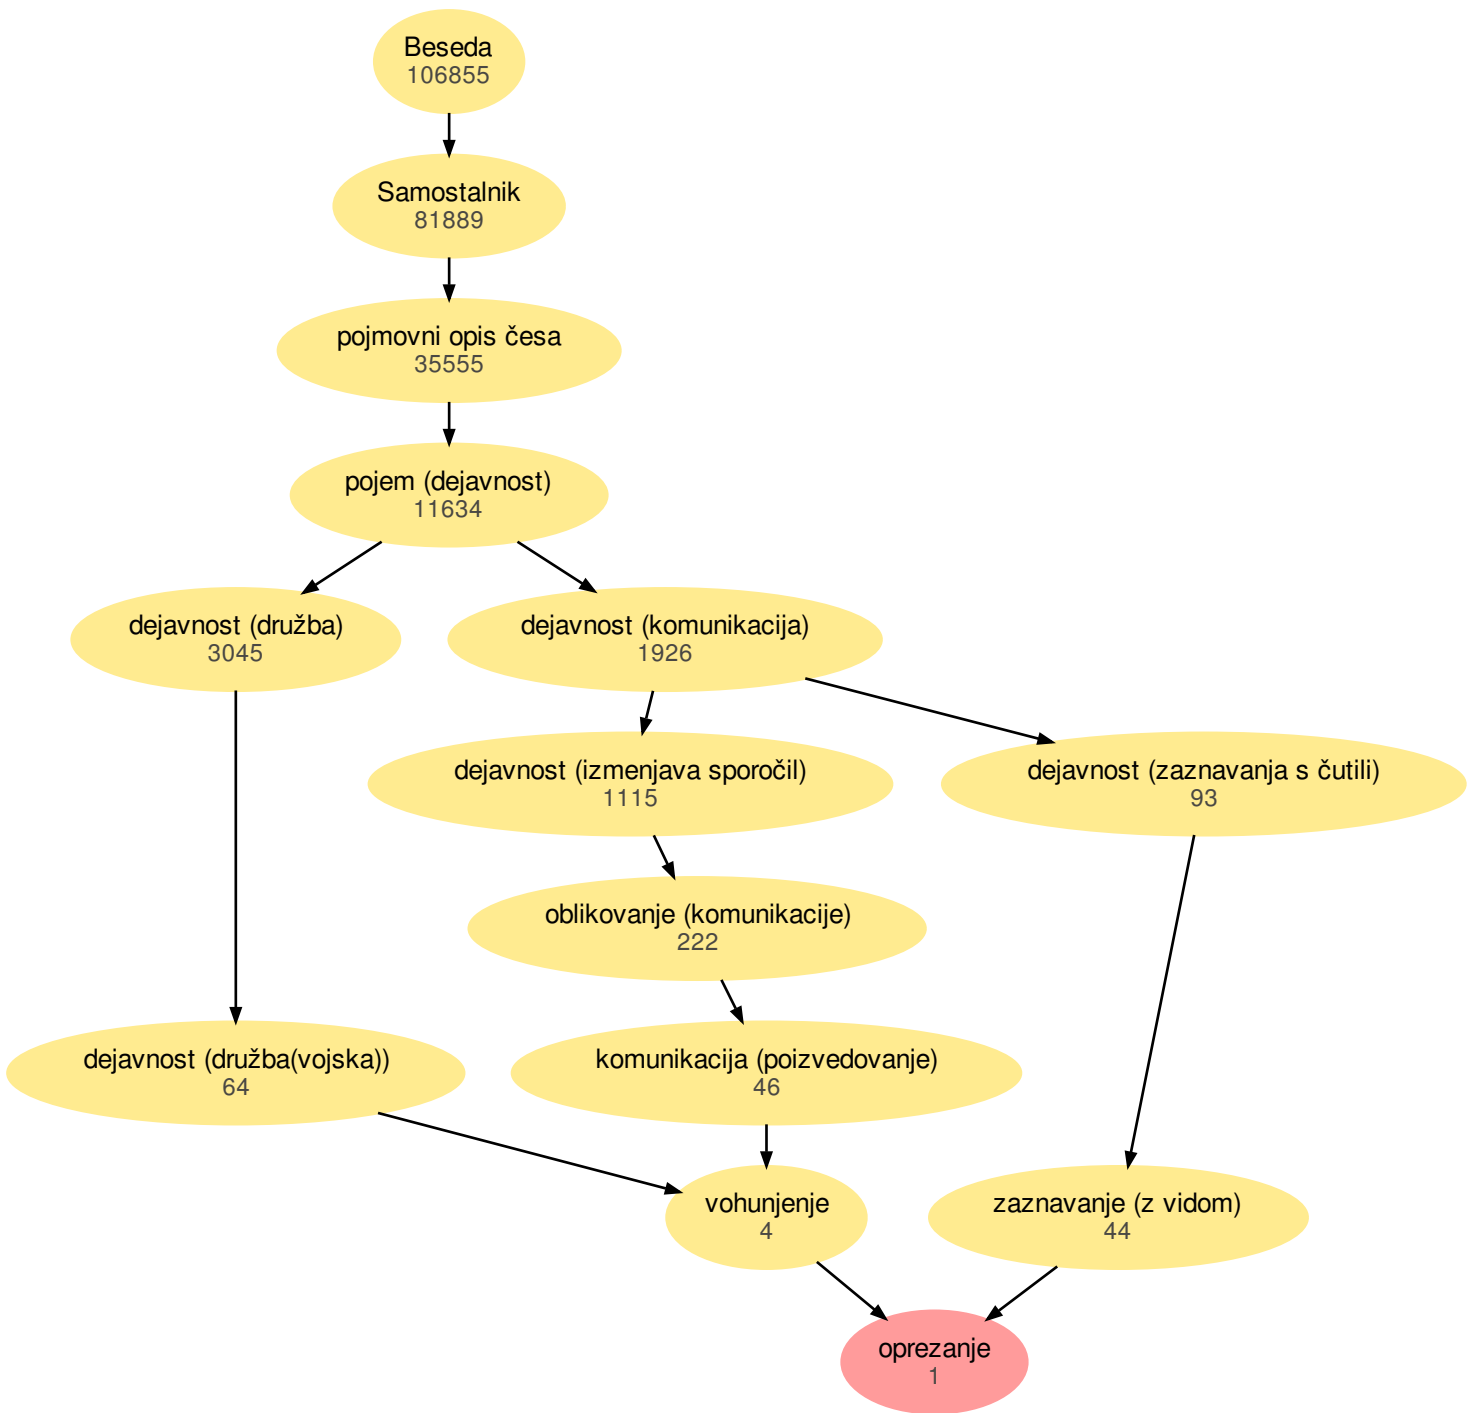 Beseda
106855
Samostalnik
81889
pojmovni opis česa
35555
pojem (dejavnost)
11634
dejavnost (družba)
3045
dejavnost (komunikacija)
1926
dejavnost (izmenjava sporočil)
1115
dejavnost (zaznavanja s čutili)
93
oblikovanje (komunikacije)
222
dejavnost (družba(vojska))
64
komunikacija (poizvedovanje)
46
vohunjenje
4
zaznavanje (z vidom)
44
oprezanje
1